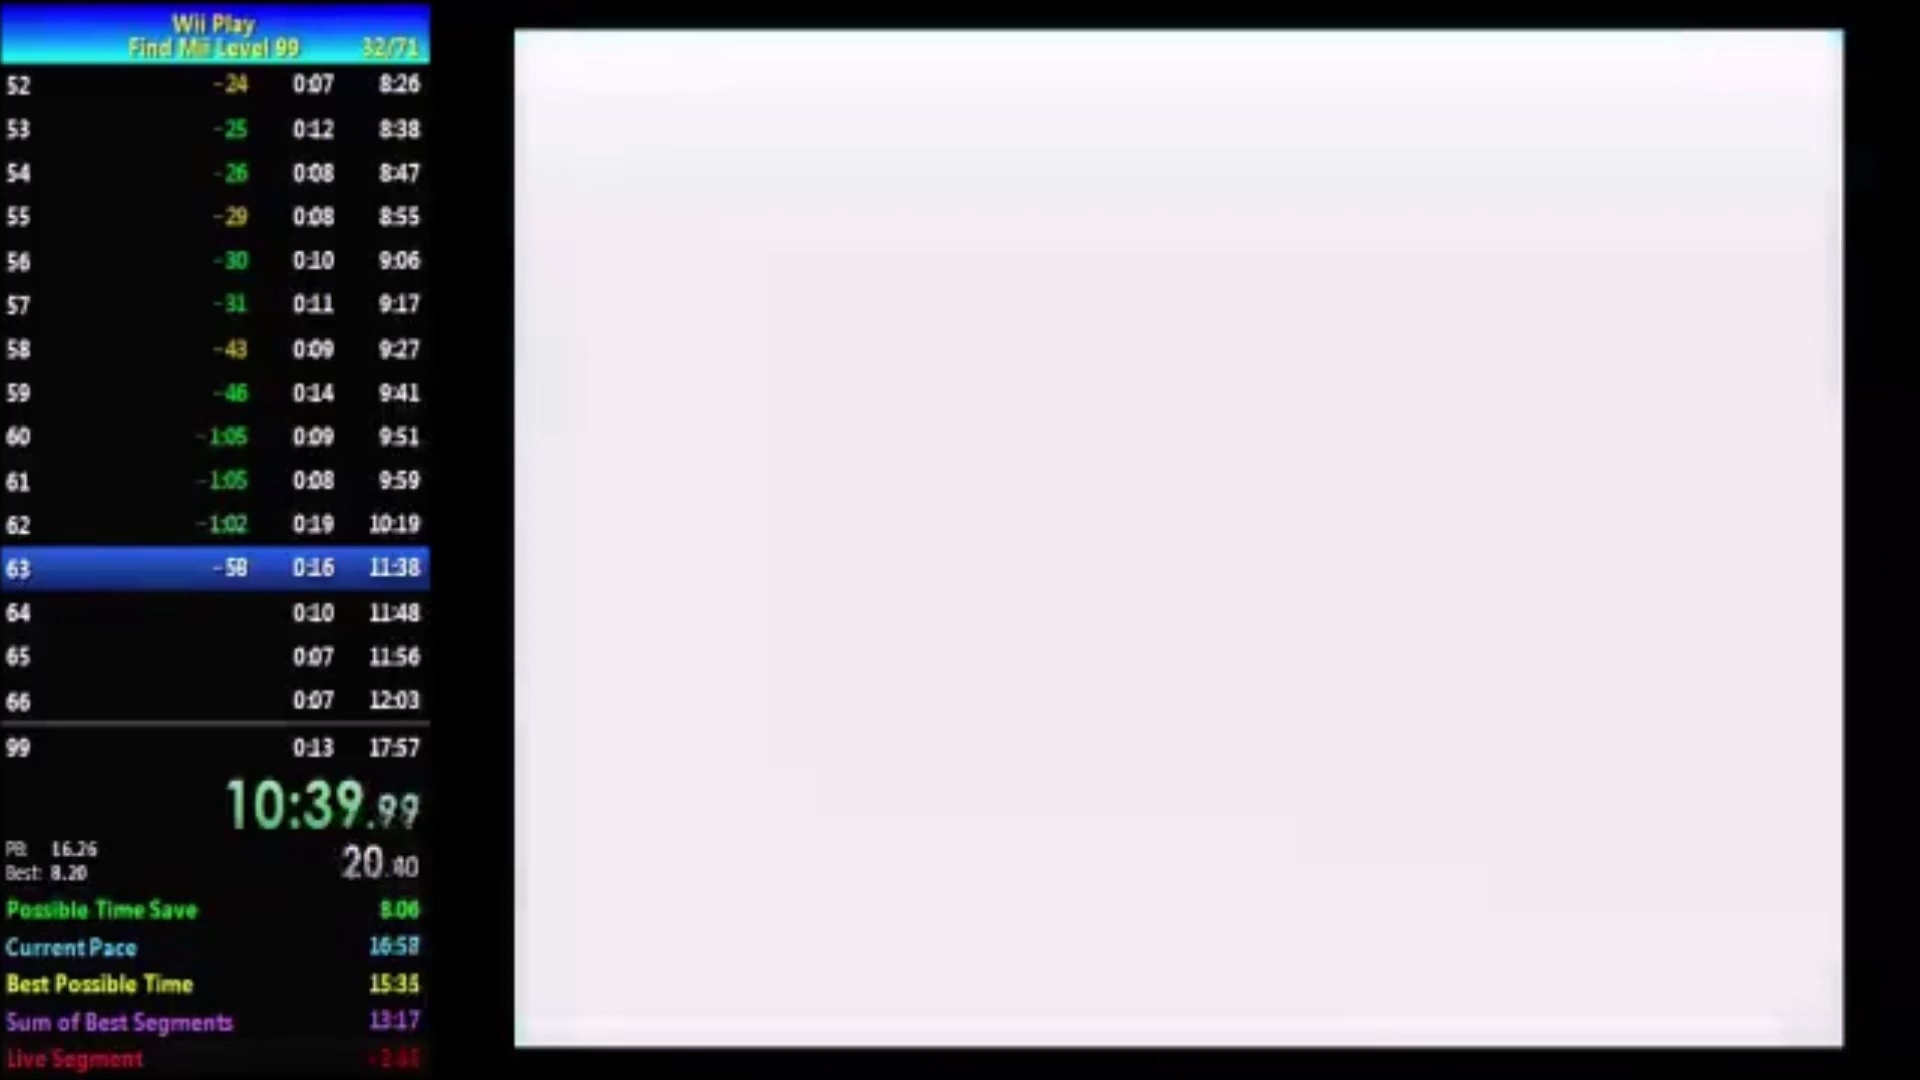 Wii Play
Find Mii Level 99 32/71
52 -24 0:07 8:26
53 -25 0:12 8:38
54 -26 0:08 8:47
55 -29 0:08 8:55
56 -30 0:10 9:06
57 -31 0:11 9:17
58 -43 0:09 9:27
59 -46 0:14 9:41
60 -1:05 0:09 9:51
61 -1:05 0:08 9:59
62 -1:02 0:19 10:19
63 -58 0:16 11:38
64 0:10 11:48
65 0:07 11:56
66 0:07 12:03
99 0:13 17:57
10:39.99
PB: 16.26
Best: 8.20
20.40
Possible Time Save 8.06
Current Pace 16:58
Best Possible Time 15:35
Sum of Best Segments 13:17
Live Segment